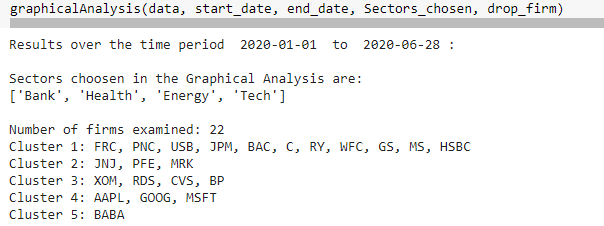 graphicalAnalysis(data, start_date, end_date, Sectors_chosen, drop_firm)
Results over the time period  2020-01-01  to  2020-06-28 :
Sectors choosen in the Graphical Analysis are:
['Bank', 'Health', 'Energy', 'Tech']
Number of firms examined: 22
Cluster 1: FRC, PNC, USB, JPM, BAC, C, RY, WFC, GS, MS, HSBC
Cluster 2: JNJ, PFE, MRK
Cluster 3: XOM, RDS, CVS, BP
Cluster 4: AAPL, GOOG, MSFT
Cluster 5: BABA